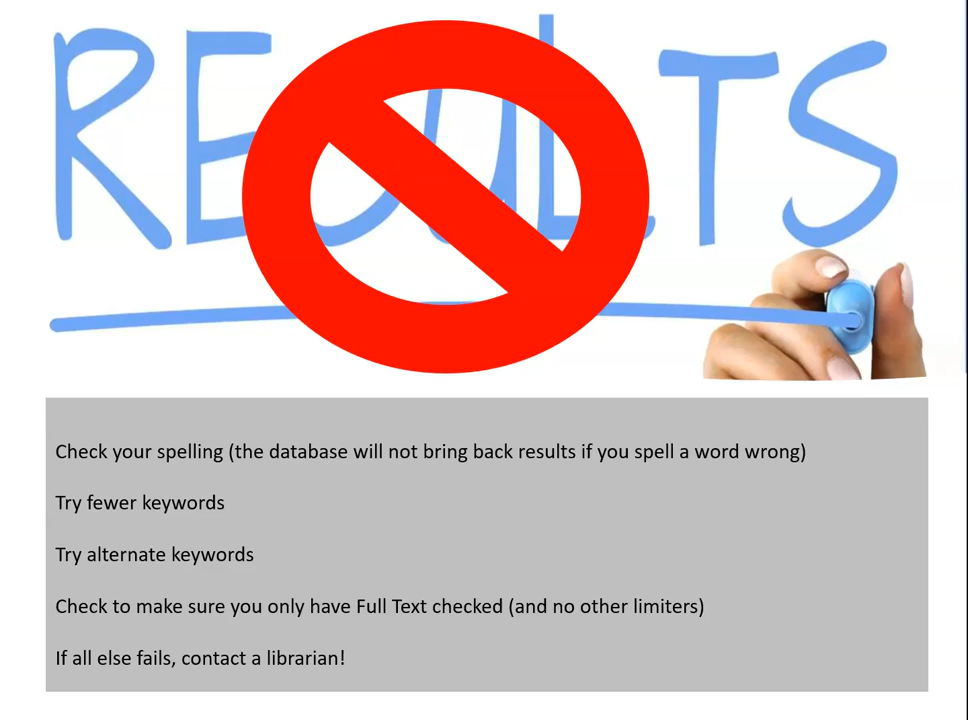 RESULTS
Check your spelling (the database will not bring back results if you spell a word wrong)
Try fewer keywords
Try alternate keywords
Check to make sure you only have Full Text checked (and no other limiters)
If all else fails, contact a librarian!